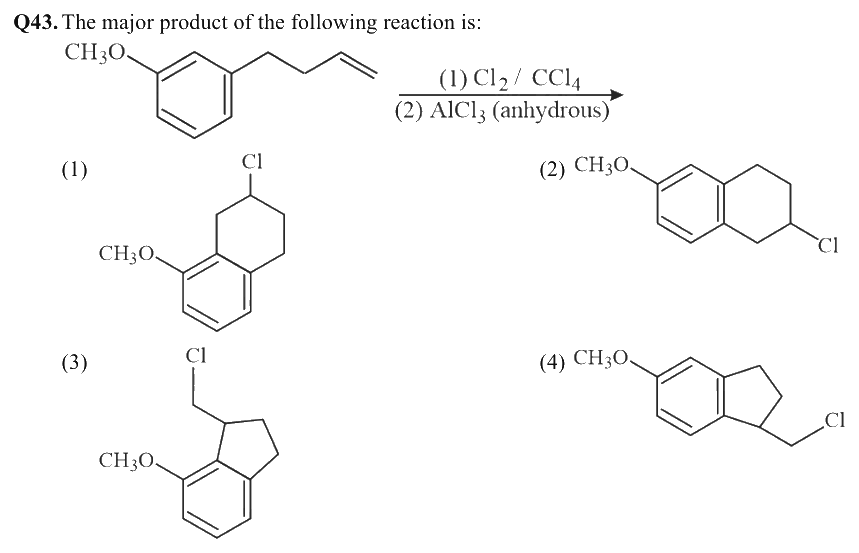 Q43. The major product of the following reaction is:
CH3O
(1) Cl2 / CCl4
(2) AlCl3 (anhydrous)
(1)
Cl
CH3O
(2) CH3O
Cl
(3)
Cl
CH3O
(4) CH3O
Cl